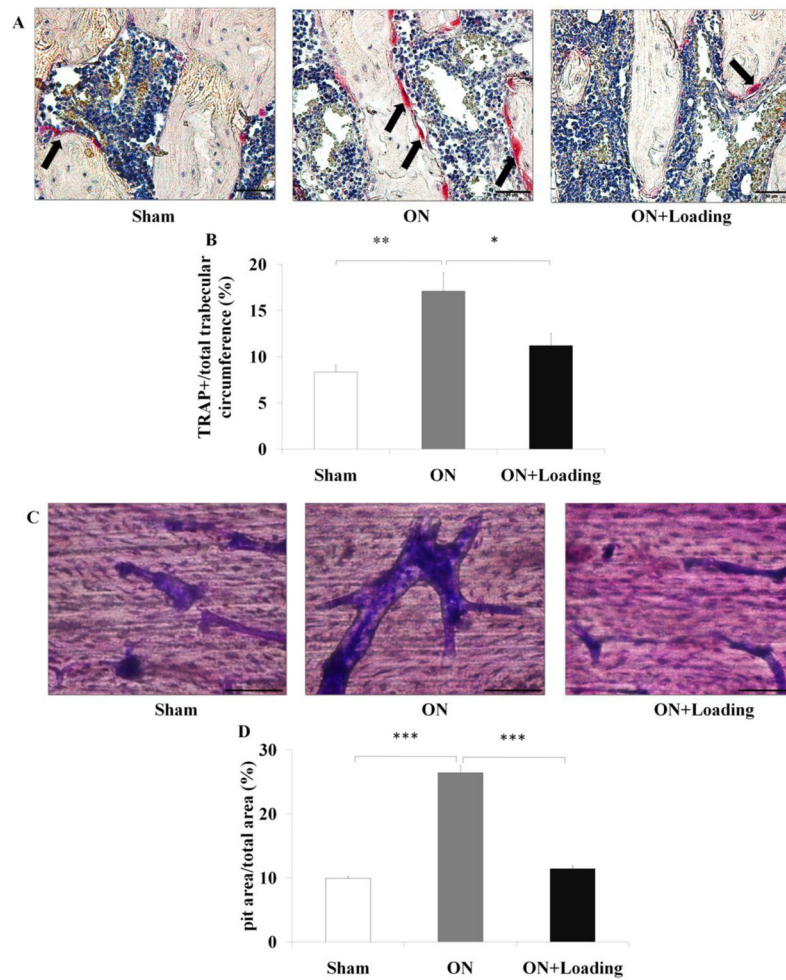 A
Sham
ON
ON+Loading
B
** *
TRAP+/total trabecular
circumference (%)
20
15
10
5
0
Sham
ON
ON+Loading
C
Sham
ON
ON+Loading
D
*** ***
pit area/total area (%)
30
20
10
0
Sham
ON
ON+Loading